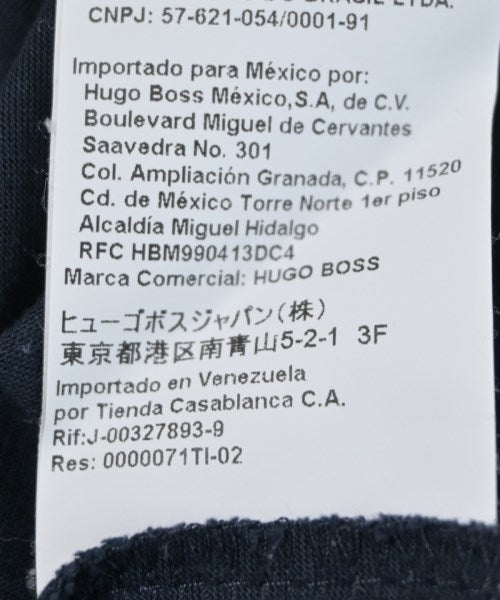 BRASIL LTDA.
CNPJ: 57-621-054/0001-91
Importado para México por:
Hugo Boss México,S.A, de C.V.
Boulevard Miguel de Cervantes
Saavedra No. 301
Col. Ampliación Granada, C.P. 11520
Cd. de México Torre Norte 1er piso
Alcaldía Miguel Hidalgo
RFC HBM990413DC4
Marca Comercial: HUGO BOSS
ヒューゴボスジャパン(株)
東京都港区南青山5-2-1 3F
Importado en Venezuela
por Tienda Casablanca C.A.
Rif:J-00327893-9
Res: 0000071TI-02